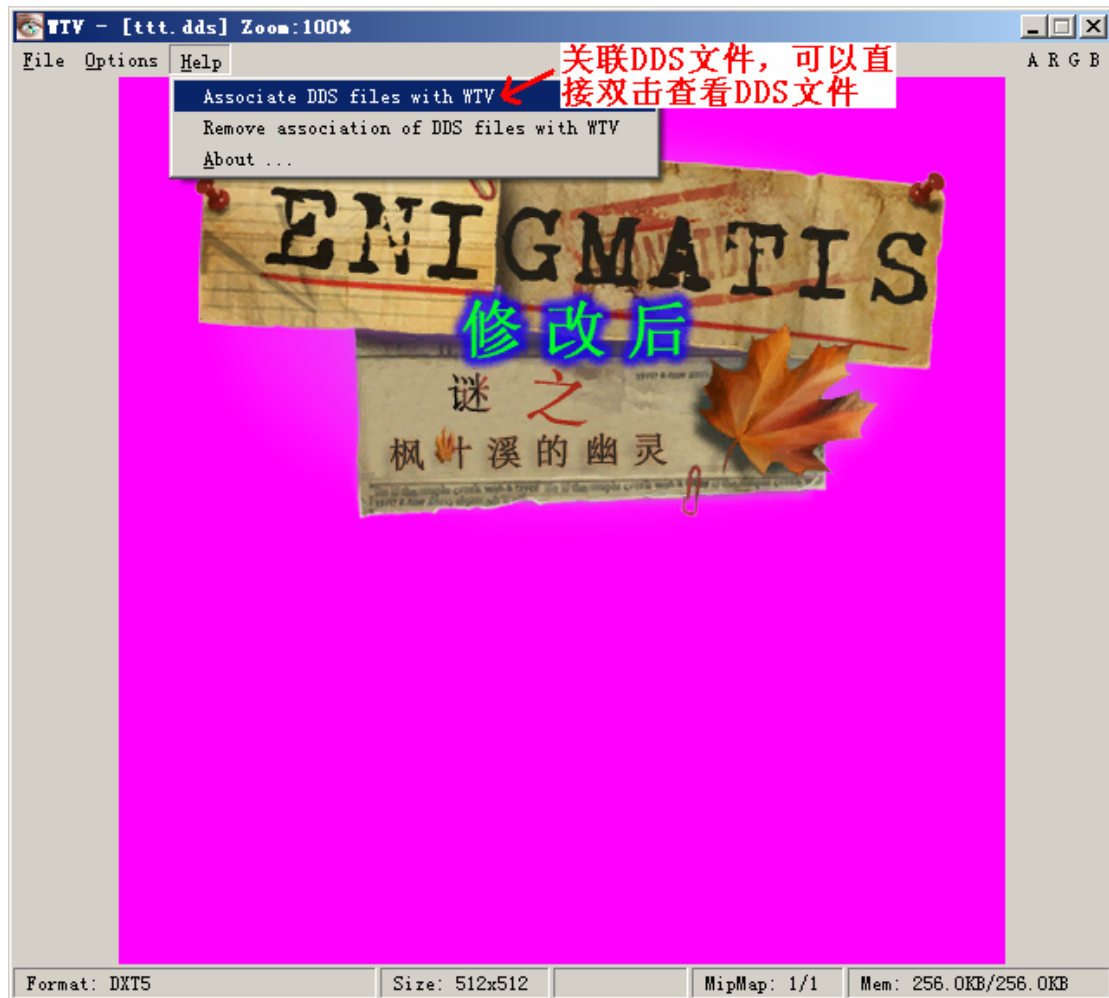 WTV - [ttt.dds] Zoom:100%
File Options Help
A R G B
关联DDS文件，可以直
接双击查看DDS文件
Associate DDS files with WTV
Remove association of DDS files with WTV
About ...
ENIGMATIS
修改后
谜之
枫叶溪的幽灵
Format: DXT5
Size: 512x512
MipMap: 1/1
Mem: 256.0KB/256.0KB